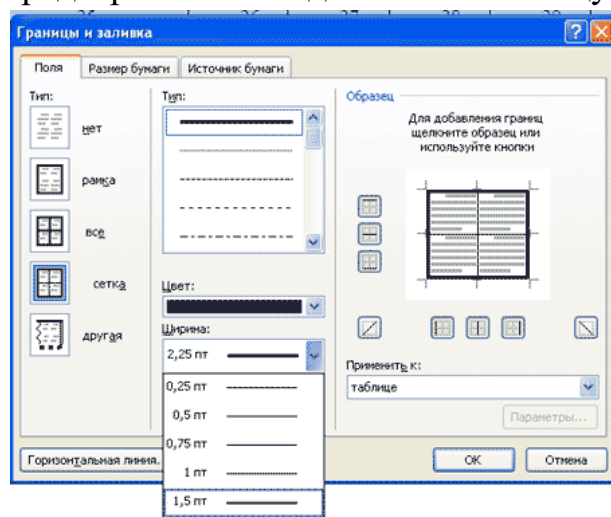 Границы и заливка
Поля
Размер бумаги
Источник бумаги
Тип:
нет
рамка
все
сетка
другая
Тип:
Цвет:
Ширина:
2,25 пт
0,25 пт
0,5 пт
0,75 пт
1 пт
1,5 пт
Образец
Для добавления границ
щелкните образец или
используйте кнопки
Применить к:
таблице
Параметры...
Горизонтальная линия.
ОК
Отмена